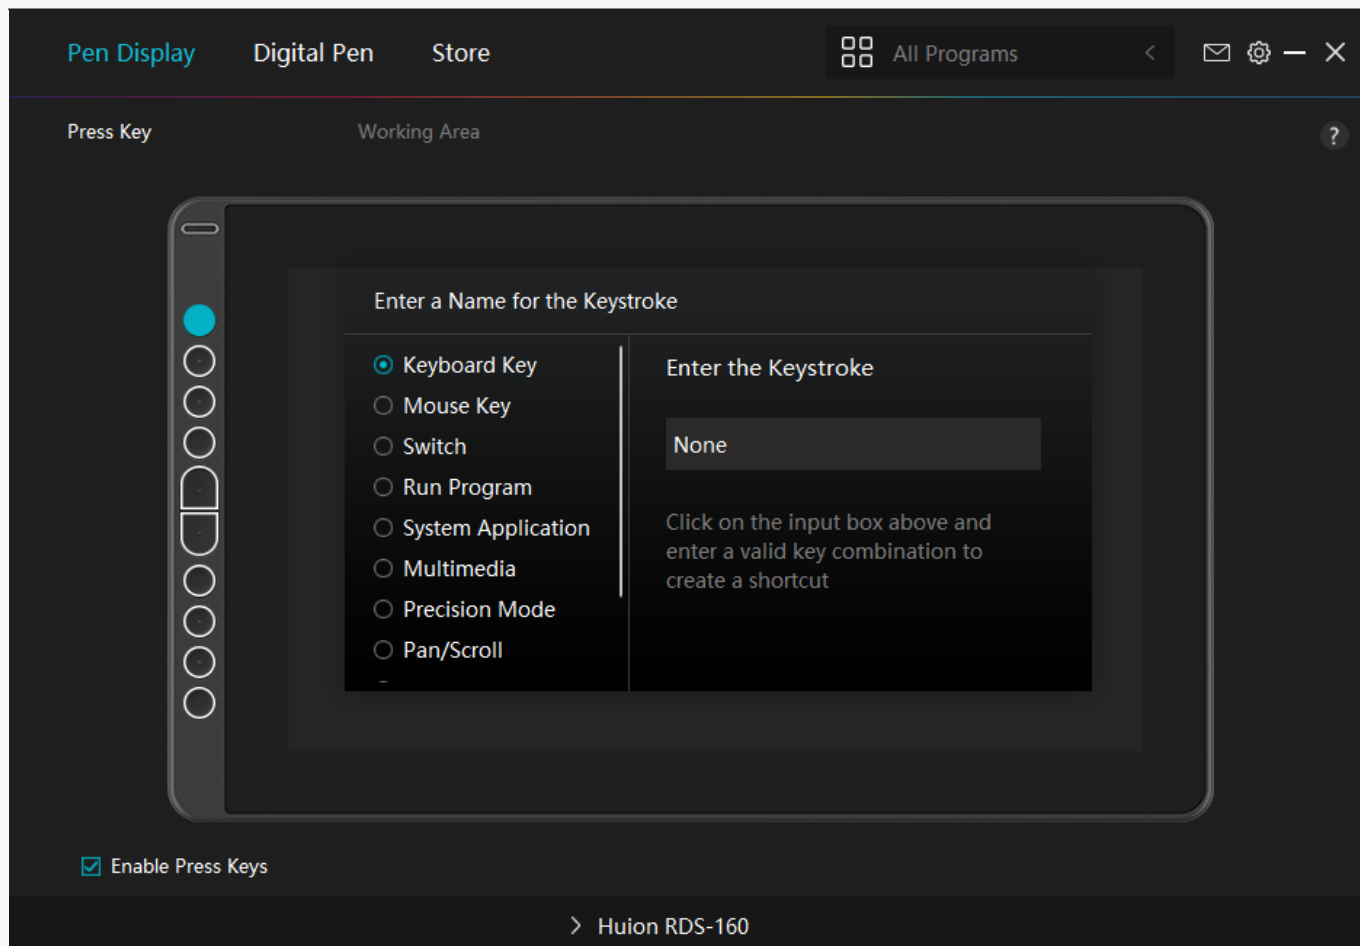 Pen Display
Digital Pen
Store
All Programs
Press Key
Working Area
?
Enter a Name for the Keystroke
Keyboard Key
Mouse Key
Switch
Run Program
System Application
Multimedia
Precision Mode
Pan/Scroll
Enter the Keystroke
None
Click on the input box above and
enter a valid key combination to
create a shortcut
Enable Press Keys
Huion RDS-160